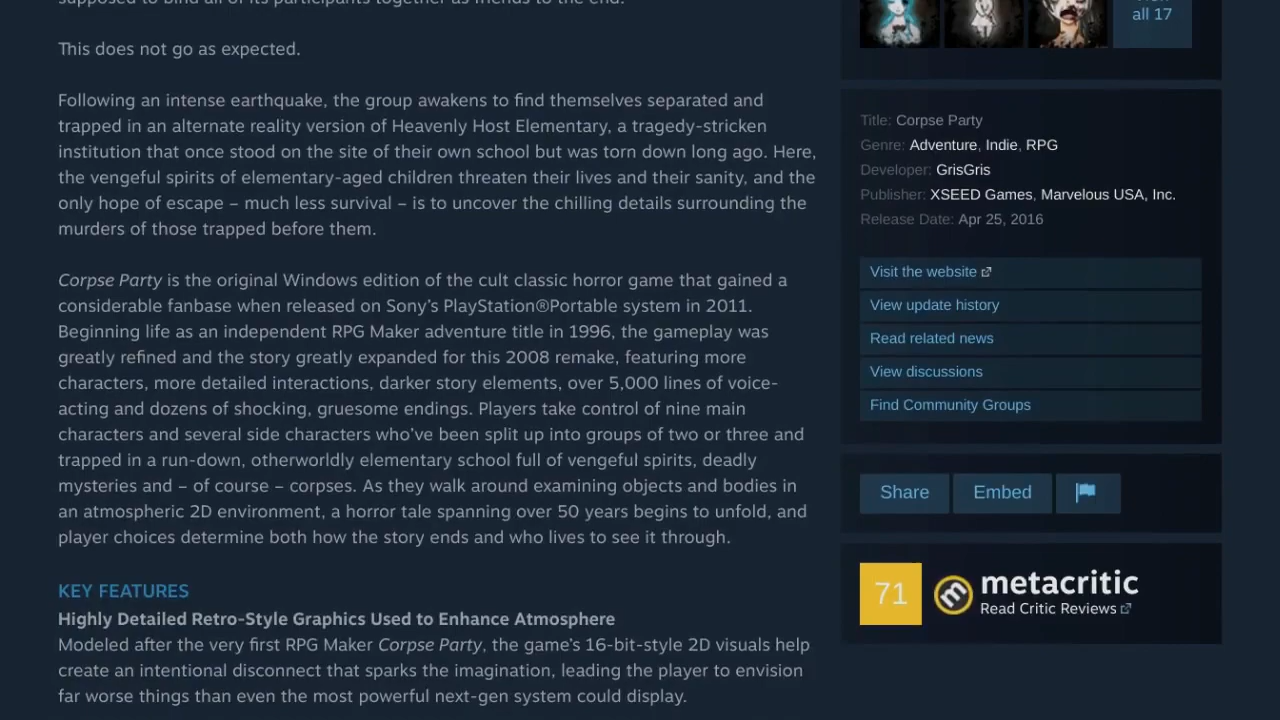 supposed to bind all of its participants together as friends to the end.
This does not go as expected.
Following an intense earthquake, the group awakens to find themselves separated and
trapped in an alternate reality version of Heavenly Host Elementary, a tragedy-stricken
institution that once stood on the site of their own school but was torn down long ago. Here,
the vengeful spirits of elementary-aged children threaten their lives and their sanity, and the
only hope of escape – much less survival – is to uncover the chilling details surrounding the
murders of those trapped before them.
Corpse Party is the original Windows edition of the cult classic horror game that gained a
considerable fanbase when released on Sony's PlayStation®Portable system in 2011.
Beginning life as an independent RPG Maker adventure title in 1996, the gameplay was
greatly refined and the story greatly expanded for this 2008 remake, featuring more
characters, more detailed interactions, darker story elements, over 5,000 lines of voice-
acting and dozens of shocking, gruesome endings. Players take control of nine main
characters and several side characters who've been split up into groups of two or three and
trapped in a run-down, otherworldly elementary school full of vengeful spirits, deadly
mysteries and – of course – corpses. As they walk around examining objects and bodies in
an atmospheric 2D environment, a horror tale spanning over 50 years begins to unfold, and
player choices determine both how the story ends and who lives to see it through.
KEY FEATURES
Highly Detailed Retro-Style Graphics Used to Enhance Atmosphere
Modeled after the very first RPG Maker Corpse Party, the game's 16-bit-style 2D visuals help
create an intentional disconnect that sparks the imagination, leading the player to envision
far worse things than even the most powerful next-gen system could display.
all 17
Title: Corpse Party
Genre: Adventure, Indie, RPG
Developer: GrisGris
Publisher: XSEED Games, Marvelous USA, Inc.
Release Date: Apr 25, 2016
Visit the website
View update history
Read related news
View discussions
Find Community Groups
Share Embed
71 metacritic
Read Critic Reviews